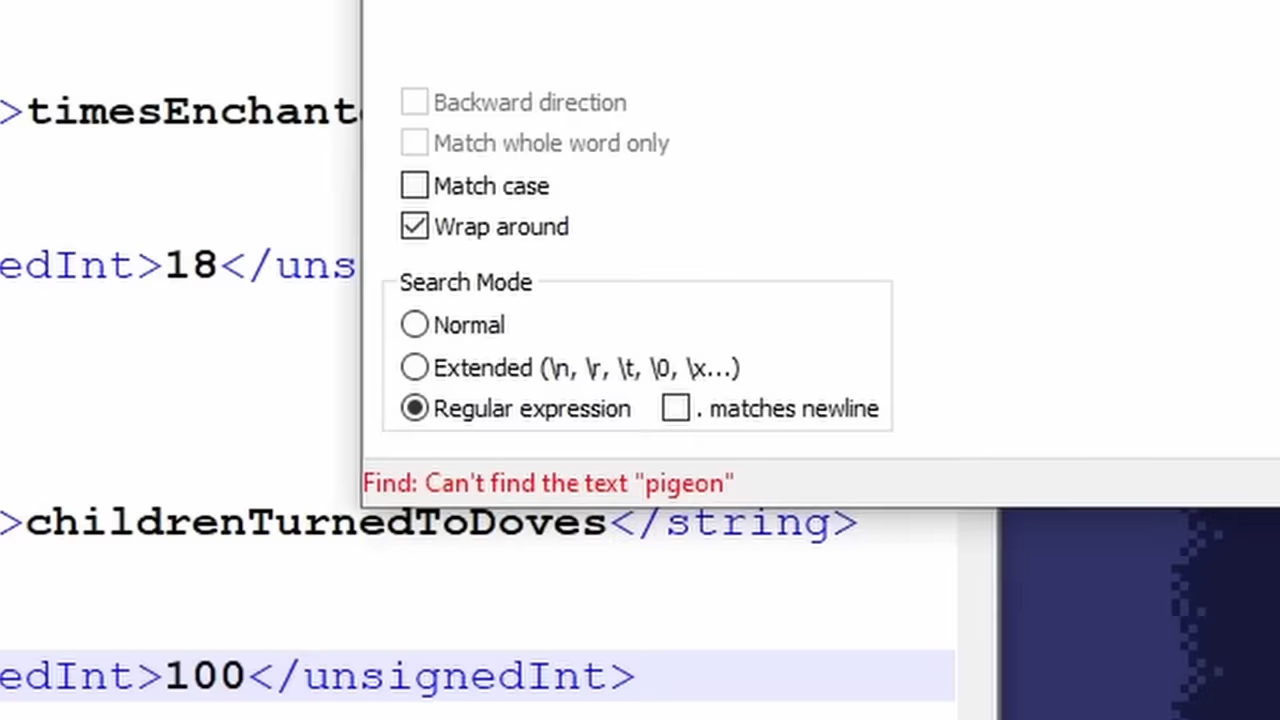 >timesEnchant
Backward direction
Match whole word only
Match case
Wrap around
edInt>18</uns
Search Mode
Normal
Extended (\n, \r, \t, \0, \x...)
Regular expression
. matches newline
Find: Can't find the text "pigeon"
>childrenTurnedToDoves</string>
edInt>100</unsignedInt>